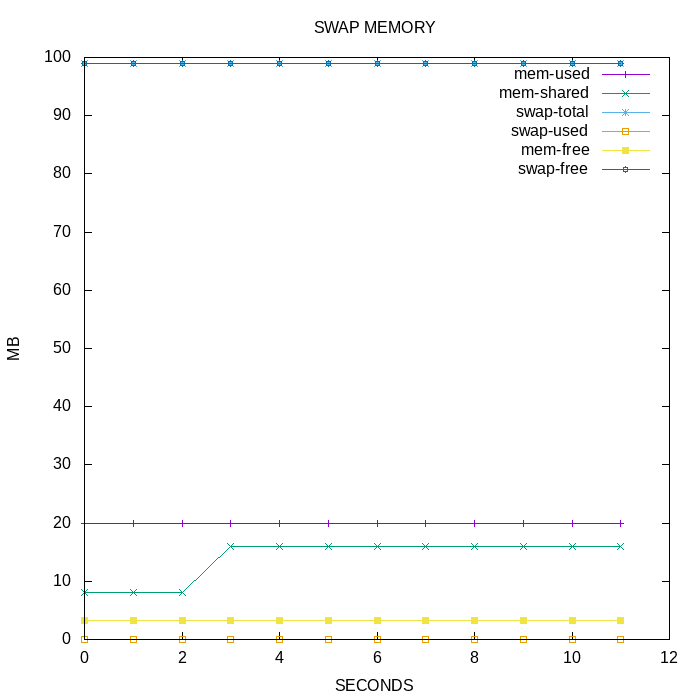 SWAP MEMORY
100
90
80
70
60
50
40
30
20
10
0
MB
mem-used
mem-shared
swap-total
swap-used
mem-free
swap-free
0 2 4 6 8 10 12
SECONDS